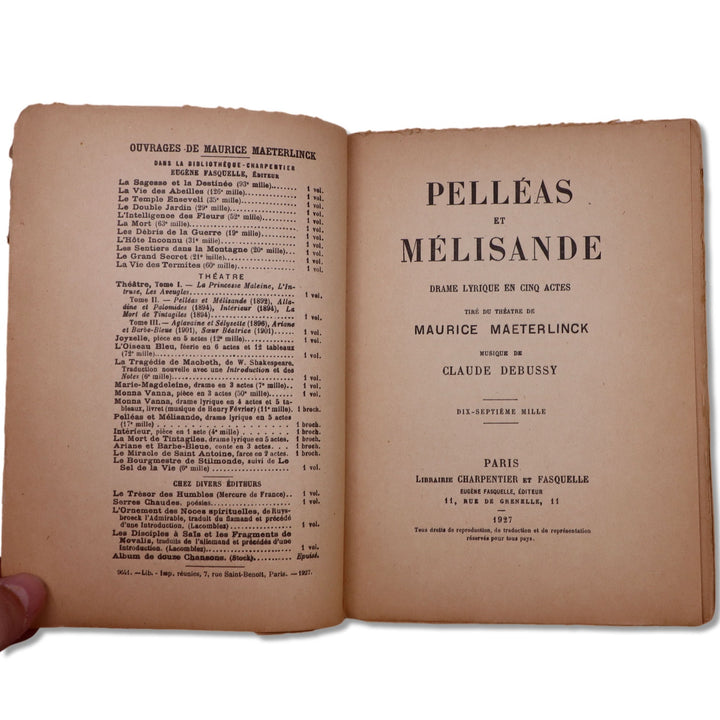 OUVRAGES DE MAURICE MAETERLINCK
DANS LA BIBLIOTHÈQUE-CHARPENTIER
EUGÈNE FASQUELLE, ÉDITEUR
La Sagesse et la Destinée (93e mille)........ 1 vol.
La Vie des Abeilles (126e mille)........ 1 vol.
Le Temple Enseveli (35e mille)........ 1 vol.
Le Double Jardin (29e mille)........ 1 vol.
L'Intelligence des Fleurs (52e mille)........ 1 vol.
La Mort (63e mille)........ 1 vol.
Les Débris de la Guerre (19e mille)........ 1 vol.
L'Hôte Inconnu (31e mille)........ 1 vol.
Les Sentiers dans la Montagne (20e mille)........ 1 vol.
Le Grand Secret (21e mille)........ 1 vol.
La Vie des Termites (60e mille)........ 1 vol.
THÉATRE
Théâtre, Tome I. — La Princesse Maleine, L'In-
truse, Les Aveugles........ 1 vol.
Tome II. — Pelléas et Mélisande (1892), Alla-
dine et Palomides (1894), Intérieur (1894), La
Mort de Tintagiles (1894)........ 1 vol.
Tome III. — Aglavaine et Sélysette (1896), Ariane
et Barbe-Bleue (1901), Sœur Béatrice (1901)........ 1 vol.
Joyzelle, pièce en 5 actes (12e mille)........ 1 vol.
L'Oiseau Bleu, féerie en 6 actes et 12 tableaux
(72e mille)........ 1 vol.
La Tragédie de Macbeth, de W. Shakespeare,
Traduction nouvelle avec une Introduction et des
Notes (6e mille)........ 1 vol.
Marie-Magdeleine, drame en 3 actes (7e mille)... 1 vol.
Monna Vanna, pièce en 3 actes (50e mille)........ 1 vol.
Monna Vanna, drame lyrique en 4 actes et 5 ta-
bleaux, livret (musique de Henry Février) (11e mille). 1 broch.
Pelléas et Mélisande, drame lyrique en 5 actes
(17e mille)........ 1 broch.
Intérieur, pièce en 1 acte (4e mille)........ 1 broch.
La Mort de Tintagiles, drame lyrique en 5 actes. 1 broch.
Ariane et Barbe-Bleue, conte en 3 actes........ 1 broch.
Le Miracle de Saint Antoine, farce en 2 actes. 1 broch.
Le Bourgmestre de Stilmonde, suivi de Le
Sel de la Vie (6e mille)........ 1 vol.
CHEZ DIVERS ÉDITEURS
Le Trésor des Humbles (Mercure de France).. 1 vol.
Serres Chaudes, poésies........ 1 vol.
L'Ornement des Noces spirituelles, de Ruys-
broeck l'Admirable, traduit du flamand et précédé
d'une Introduction. (Lacomblez)........ 1 vol.
Les Disciples à Saïs et les Fragments de
Novalis, traduits de l'allemand et précédés d'une
Introduction. (Lacomblez)........ 1 vol.
Album de douze Chansons. (Stock)........ Épuisé.
9641. — Lib. - Imp. réunies, 7, rue Saint-Benoît, Paris. — 1927.
PELLÉAS
ET
MÉLISANDE
DRAME LYRIQUE EN CINQ ACTES
TIRÉ DU THÉATRE DE
MAURICE MAETERLINCK
MUSIQUE DE
CLAUDE DEBUSSY
DIX-SEPTIÈME MILLE
PARIS
LIBRAIRIE CHARPENTIER ET FASQUELLE
EUGÈNE FASQUELLE, ÉDITEUR
11, RUE DE GRENELLE, 11
1927
Tous droits de reproduction, de traduction et de représentation
réservés pour tous pays.